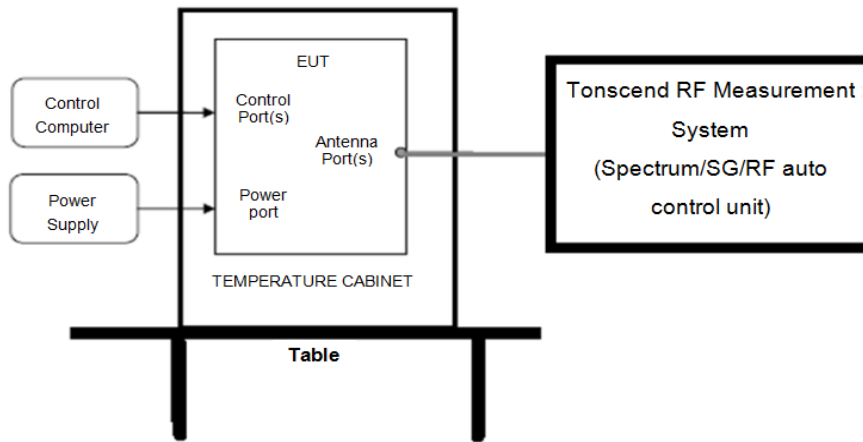 EUT
Control
Computer
Control
Port(s)
Antenna
Port(s)
Power
Supply
Power
port
TEMPERATURE CABINET
Table
Tonscend RF Measurement
System
(Spectrum/SG/RF auto
control unit)